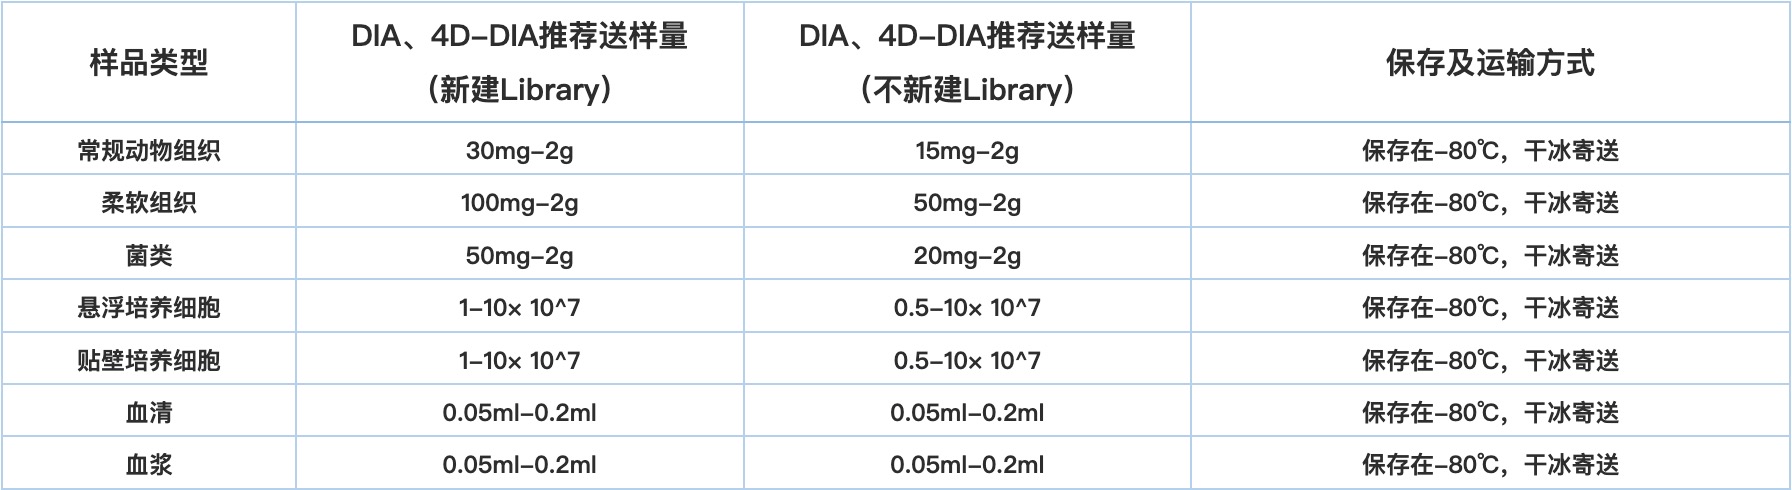 样品类型
DIA、4D-DIA推荐送样量
（新建Library）
DIA、4D-DIA推荐送样量
（不新建Library）
保存及运输方式
常规动物组织 30mg-2g 15mg-2g 保存在-80℃，干冰寄送
柔软组织 100mg-2g 50mg-2g 保存在-80℃，干冰寄送
菌类 50mg-2g 20mg-2g 保存在-80℃，干冰寄送
悬浮培养细胞 1-10× 10^7 0.5-10× 10^7 保存在-80℃，干冰寄送
贴壁培养细胞 1-10× 10^7 0.5-10× 10^7 保存在-80℃，干冰寄送
血清 0.05ml-0.2ml 0.05ml-0.2ml 保存在-80℃，干冰寄送
血浆 0.05ml-0.2ml 0.05ml-0.2ml 保存在-80℃，干冰寄送